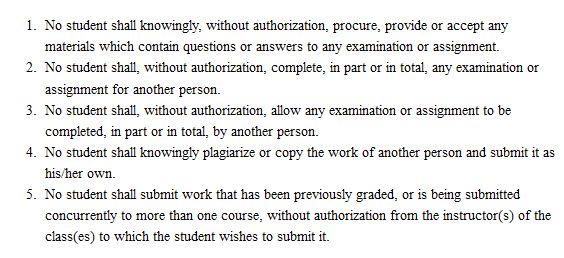 1. No student shall knowingly, without authorization, procure, provide or accept any
materials which contain questions or answers to any examination or assignment.
2. No student shall, without authorization, complete, in part or in total, any examination or
assignment for another person.
3. No student shall, without authorization, allow any examination or assignment to be
completed, in part or in total, by another person.
4. No student shall knowingly plagiarize or copy the work of another person and submit it as
his/her own.
5. No student shall submit work that has been previously graded, or is being submitted
concurrently to more than one course, without authorization from the instructor(s) of the
class(es) to which the student wishes to submit it.